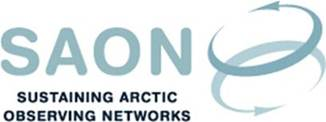 SAON
SUSTAINING ARCTIC
OBSERVING NETWORKS